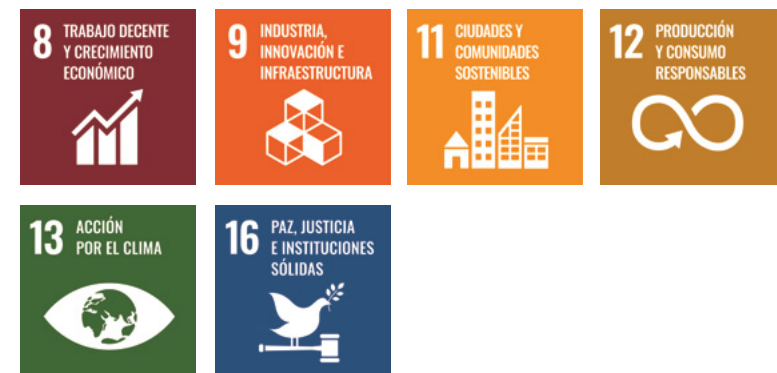 8 TRABAJO DECENTE
Y CRECIMIENTO
ECONÓMICO
9 INDUSTRIA,
INNOVACIÓN E
INFRAESTRUCTURA
11 CIUDADES Y
COMUNIDADES
SOSTENIBLES
12 PRODUCCIÓN
Y CONSUMO
RESPONSABLES
13 ACCIÓN
POR EL CLIMA
16 PAZ, JUSTICIA
E INSTITUCIONES
SÓLIDAS